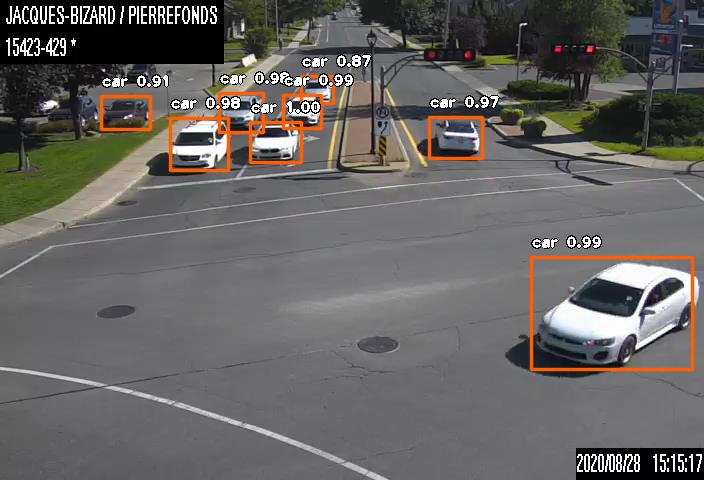 JACQUES-BIZARD / PIERREFONDS
15423-429 *
car 0.87
car 0.98
car 0.99
car 0.91
car 0.98
car 1.00
car 0.97
car 0.99
2020/08/28 15:15:17